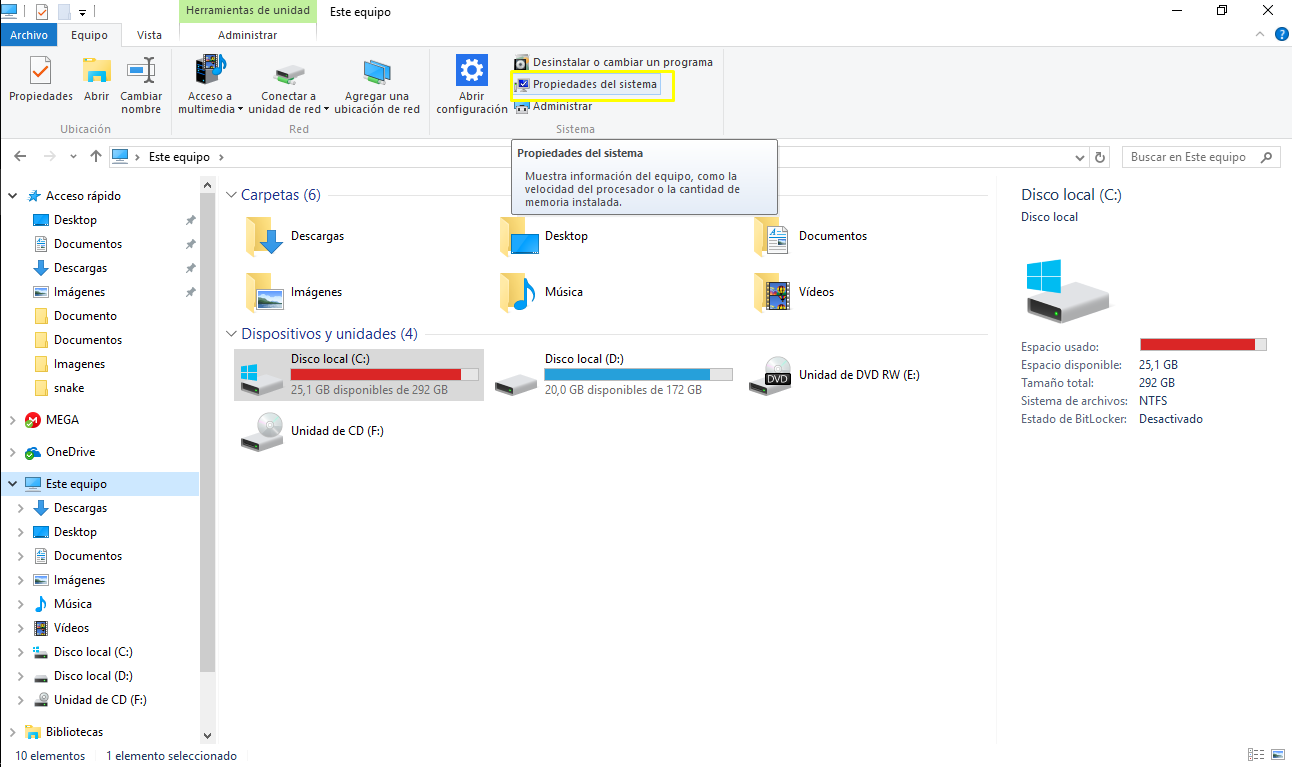 Herramientas de unidad
Este equipo
Archivo
Equipo
Vista
Administrar
Propiedades
Abrir
Cambiar
nombre
Ubicación
Acceso a
multimedia
Conectar a
unidad de red
Agregar una
ubicación de red
Red
Abrir
configuración
Desinstalar o cambiar un programa
Propiedades del sistema
Administrar
Sistema
Este equipo
Buscar en Este equipo
Propiedades del sistema
Muestra información del equipo, como la
velocidad del procesador o la cantidad de
memoria instalada.
Acceso rápido
Desktop
Documentos
Descargas
Imágenes
Documento
Documentos
Imagenes
snake
MEGA
OneDrive
Este equipo
Descargas
Desktop
Documentos
Imágenes
Música
Vídeos
Disco local (C:)
Disco local (D:)
Unidad de CD (F:)
Bibliotecas
Carpetas (6)
Descargas
Desktop
Documentos
Imágenes
Música
Vídeos
Dispositivos y unidades (4)
Disco local (C:)
25,1 GB disponibles de 292 GB
Disco local (D:)
20,0 GB disponibles de 172 GB
DVD
Unidad de DVD RW (E:)
Unidad de CD (F:)
Disco local (C:)
Disco local
Espacio usado:
Espacio disponible: 25,1 GB
Tamaño total: 292 GB
Sistema de archivos: NTFS
Estado de BitLocker: Desactivado
10 elementos
1 elemento seleccionado